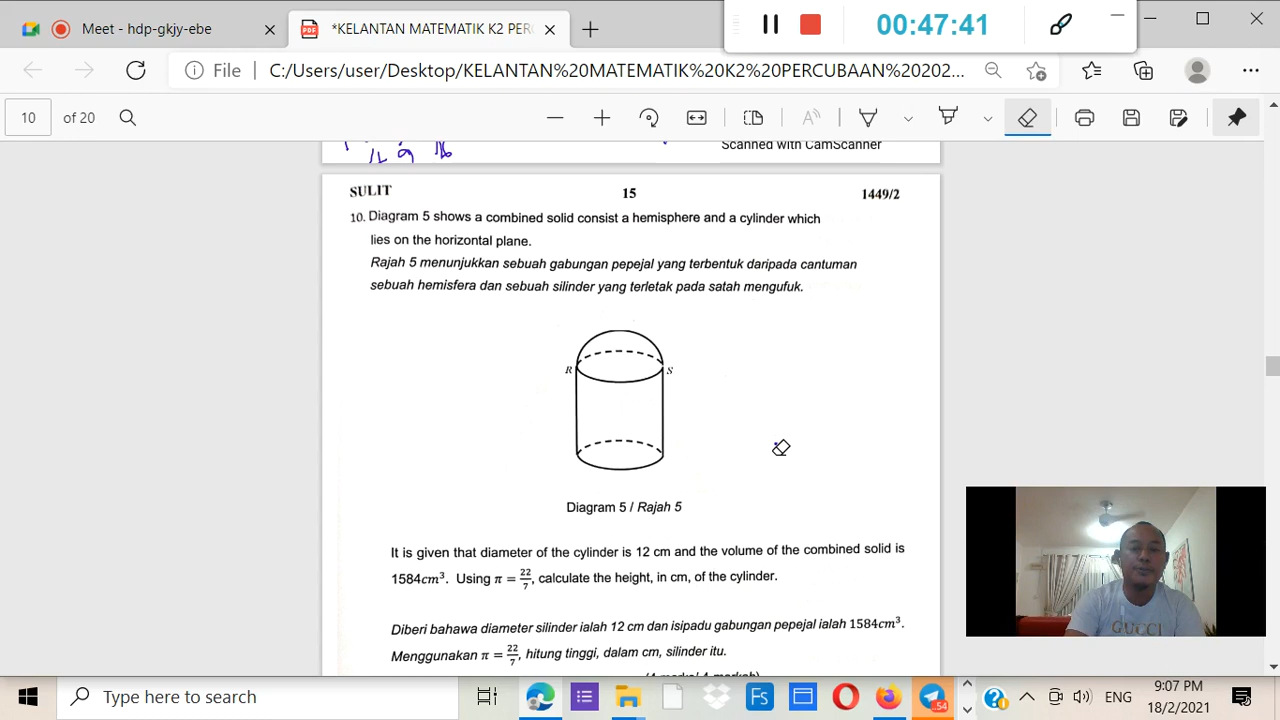 Meet - hdp-gkjy-ebe
*KELANTAN MATEMATIK K2 PER
00:47:41
File
C:/Users/user/Desktop/KELANTAN%20MATEMATIK%20K2%20PERCUBAAN%20202...
10 of 20
Scanned with CamScanner
SULIT 15 1449/2
10. Diagram 5 shows a combined solid consist a hemisphere and a cylinder which
lies on the horizontal plane.
Rajah 5 menunjukkan sebuah gabungan pepejal yang terbentuk daripada cantuman
sebuah hemisfera dan sebuah silinder yang terletak pada satah mengufuk.
R S
Diagram 5 / Rajah 5
It is given that diameter of the cylinder is 12 cm and the volume of the combined solid is
1584cm³. Using π = 22/7, calculate the height, in cm, of the cylinder.
Diberi bahawa diameter silinder ialah 12 cm dan isipadu gabungan pepejal ialah 1584cm³.
Menggunakan π = 22/7, hitung tinggi, dalam cm, silinder itu.
GUCCI
Type here to search
Fs
54
ENG
9:07 PM
18/2/2021